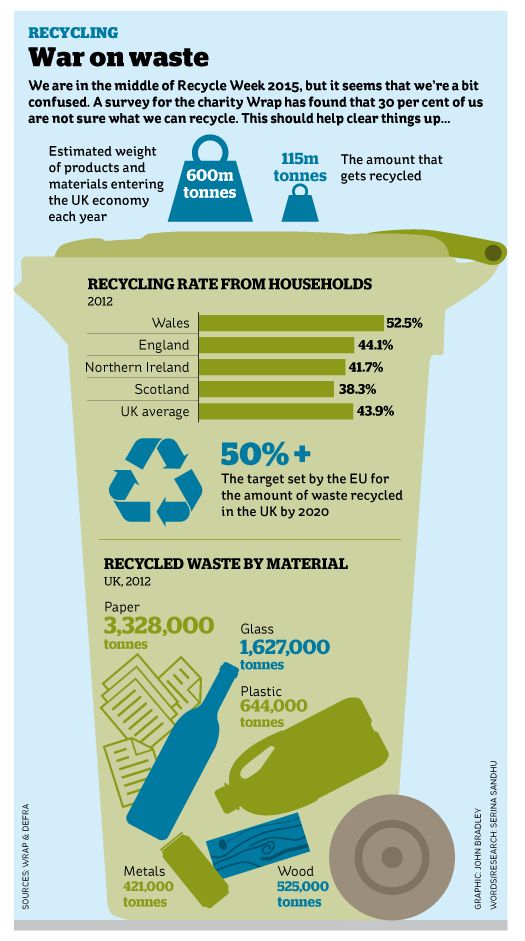 RECYCLING
War on waste
We are in the middle of Recycle Week 2015, but it seems that we're a bit
confused. A survey for the charity Wrap has found that 30 per cent of us
are not sure what we can recycle. This should help clear things up...
Estimated weight
of products and
materials entering
the UK economy
each year
600m
tonnes
115m
tonnes
The amount that
gets recycled
RECYCLING RATE FROM HOUSEHOLDS
2012
Wales 52.5%
England 44.1%
Northern Ireland 41.7%
Scotland 38.3%
UK average 43.9%
50% +
The target set by the EU for
the amount of waste recycled
in the UK by 2020
RECYCLED WASTE BY MATERIAL
UK, 2012
Paper
3,328,000
tonnes
Glass
1,627,000
tonnes
Plastic
644,000
tonnes
Metals
421,000
tonnes
Wood
525,000
tonnes
SOURCES: WRAP & DEFRA
GRAPHIC: JOHN BRADLEY
WORDS/RESEARCH: SERINA SANDHU